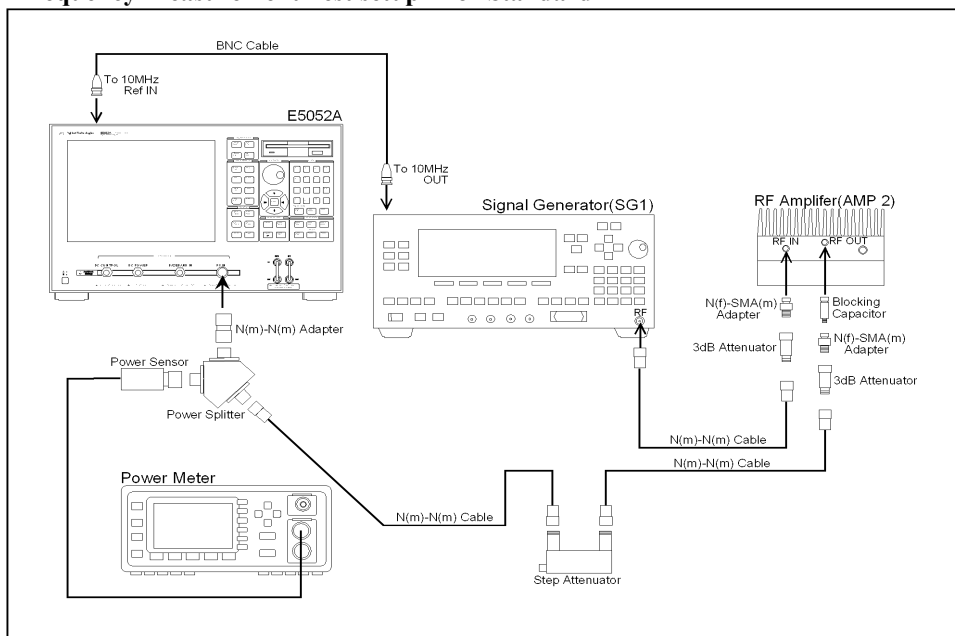 BNC Cable
To 10MHz
Ref IN
E5052A
To 10MHz
OUT
Signal Generator(SG1)
RF Amplifer(AMP 2)
RF IN
RF OUT
N(f)-SMA(m)
Adapter
Blocking
Capacitor
N(m)-N(m) Adapter
RF
3dB Attenuator
N(f)-SMA(m)
Adapter
Power Sensor
3dB Attenuator
Power Splitter
N(m)-N(m) Cable
N(m)-N(m) Cable
Power Meter
N(m)-N(m) Cable
Step Attenuator